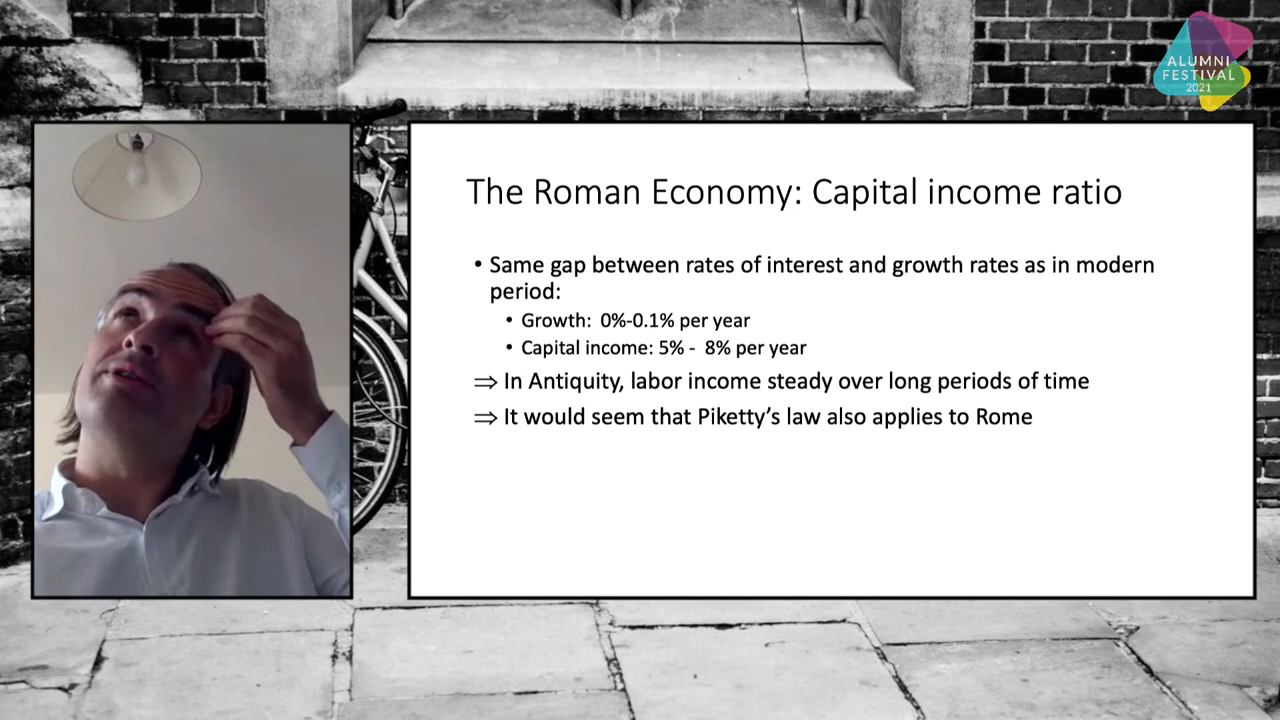 ALUMNI
FESTIVAL
2021
The Roman Economy: Capital income ratio
• Same gap between rates of interest and growth rates as in modern
period:
• Growth: 0%-0.1% per year
• Capital income: 5% - 8% per year
⇒ In Antiquity, labor income steady over long periods of time
⇒ It would seem that Piketty’s law also applies to Rome